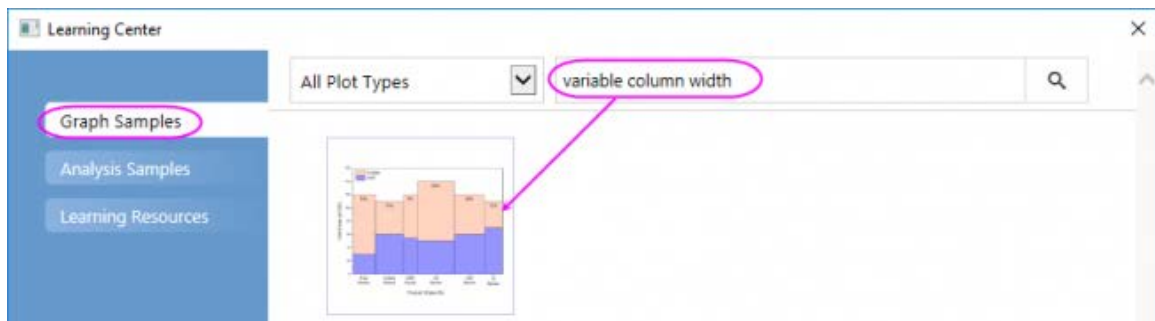 Learning Center
All Plot Types
variable column width
Graph Samples
Analysis Samples
Learning Resources